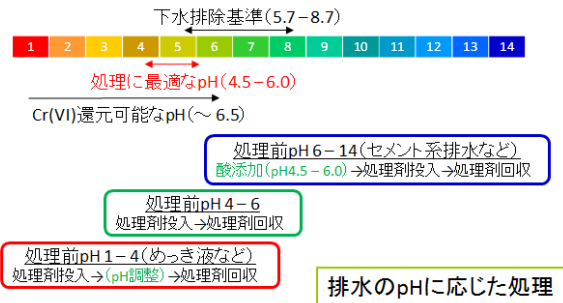 下水排除基準(5.7-8.7)
1 2 3 4 5 6 7 8 9 10 11 12 13 14
処理に最適なpH(4.5-6.0)
Cr(VI)還元可能なpH(~6.5)
処理前pH6-14(セメント系排水など)
酸添加(pH4.5-6.0)→処理剤投入→処理剤回収
処理前pH4-6
処理剤投入→処理剤回収
処理前pH1-4(めっき液など)
処理剤投入→(pH調整)→処理剤回収
排水のpHに応じた処理